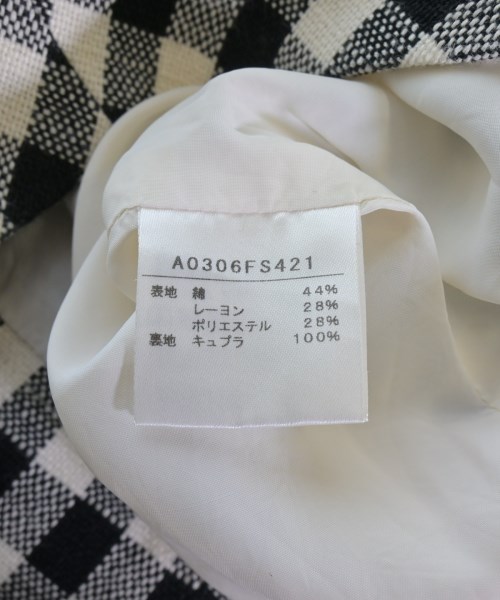 A0306FS421
表地 綿 44%
レーヨン 28%
ポリエステル 28%
裏地 キュプラ 100%